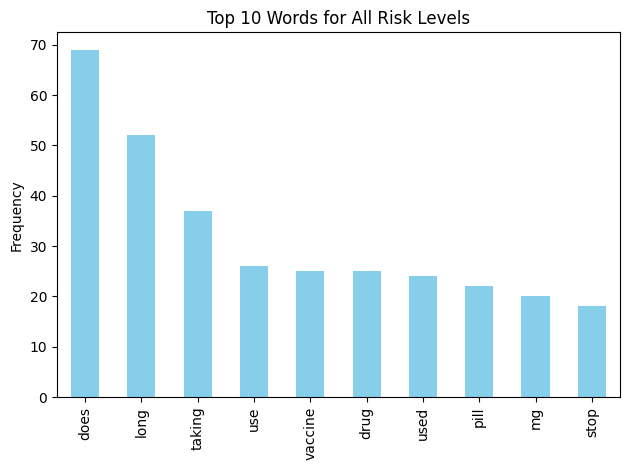 Top 10 Words for All Risk Levels
Frequency
70
60
50
40
30
20
10
0
does
long
taking
use
vaccine
drug
used
pill
mg
stop